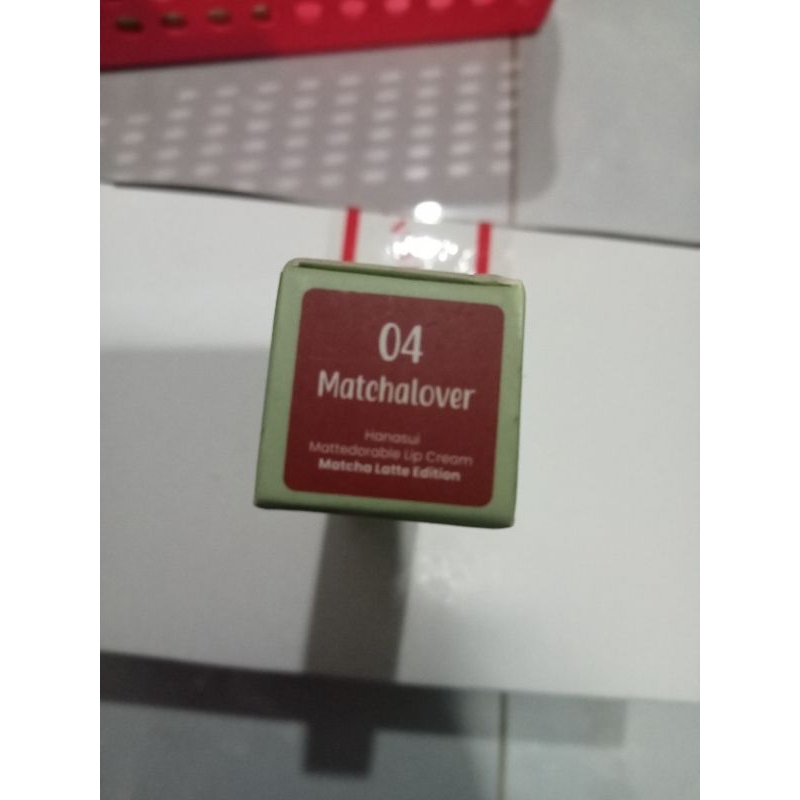 04
Matchalover
Hanasui
Mattedorable Lip Cream
Matcha Latte Edition